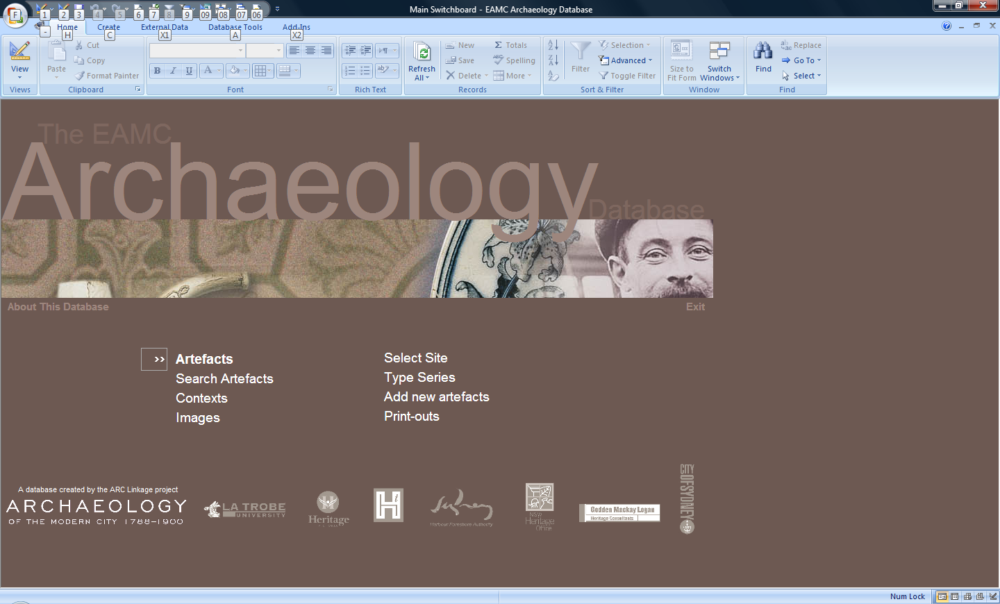 F
1
2
3
4
5
6
7
8
9
09
08
07
06
Main Switchboard - EAMC Archaeology Database
Home
Create
External Data
Database Tools
Add-Ins
H
C
X1
A
X2
View
Paste
Cut
Copy
Format Painter
B I U A
Refresh All
New
Save
Delete
Totals
Spelling
More
Filter
Selection
Advanced
Toggle Filter
Size to Fit Form
Switch Windows
Find
Replace
Go To
Select
Views
Clipboard
Font
Rich Text
Records
Sort & Filter
Window
Find
The EAMC
Archaeology
Database
About This Database
Exit
>> Artefacts
Search Artefacts
Contexts
Images
Select Site
Type Series
Add new artefacts
Print-outs
A database created by the ARC Linkage project
ARCHAEOLOGY
OF THE MODERN CITY 1788-1900
LA TROBE
UNIVERSITY
Heritage
H
Sydney
Harbour Foreshore Authority
NSW
Heritage
Office
Godden Mackay Logan
Heritage Consultants
CITY OF SYDNEY
Num Lock